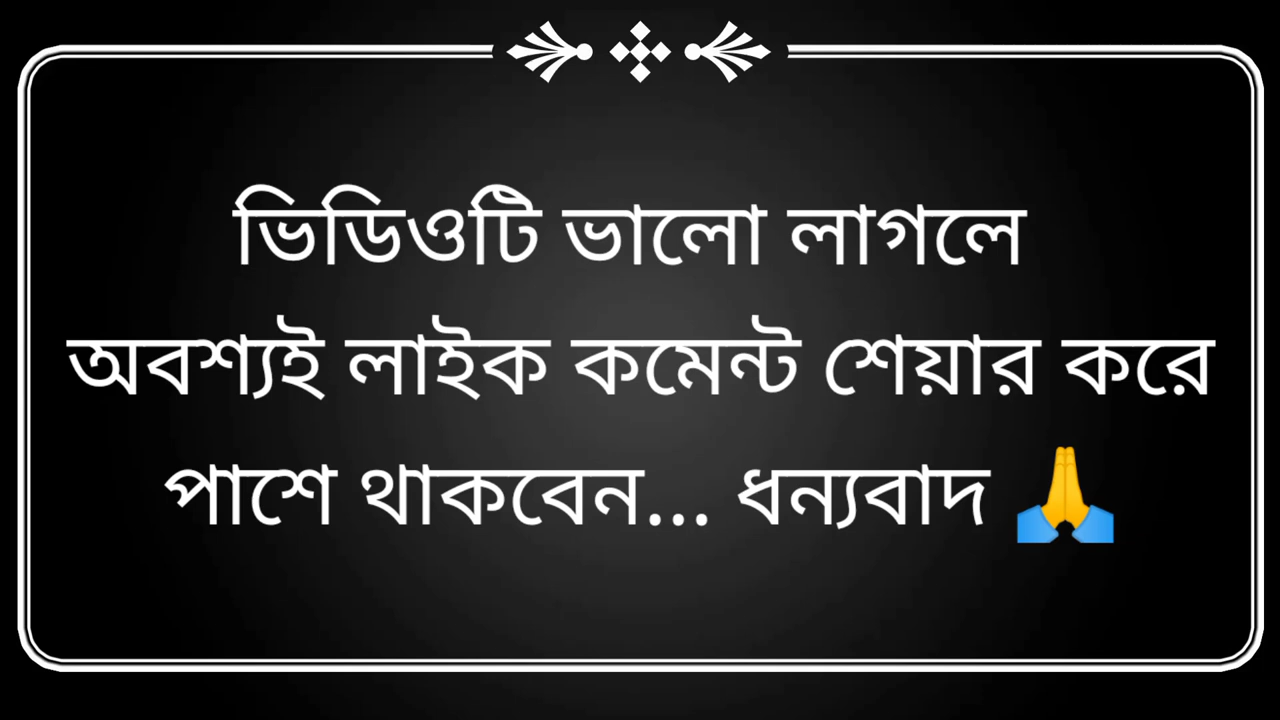 ভিডিওটি ভালো লাগলে
অবশ্যই লাইক কমেন্ট শেয়ার করে
পাশে থাকবেন... ধন্যবাদ 🙏